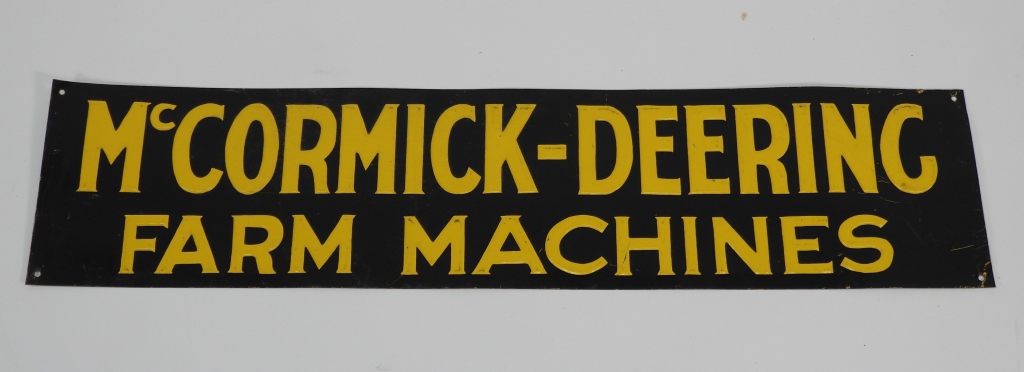 McCORMICK-DEERING
FARM MACHINES